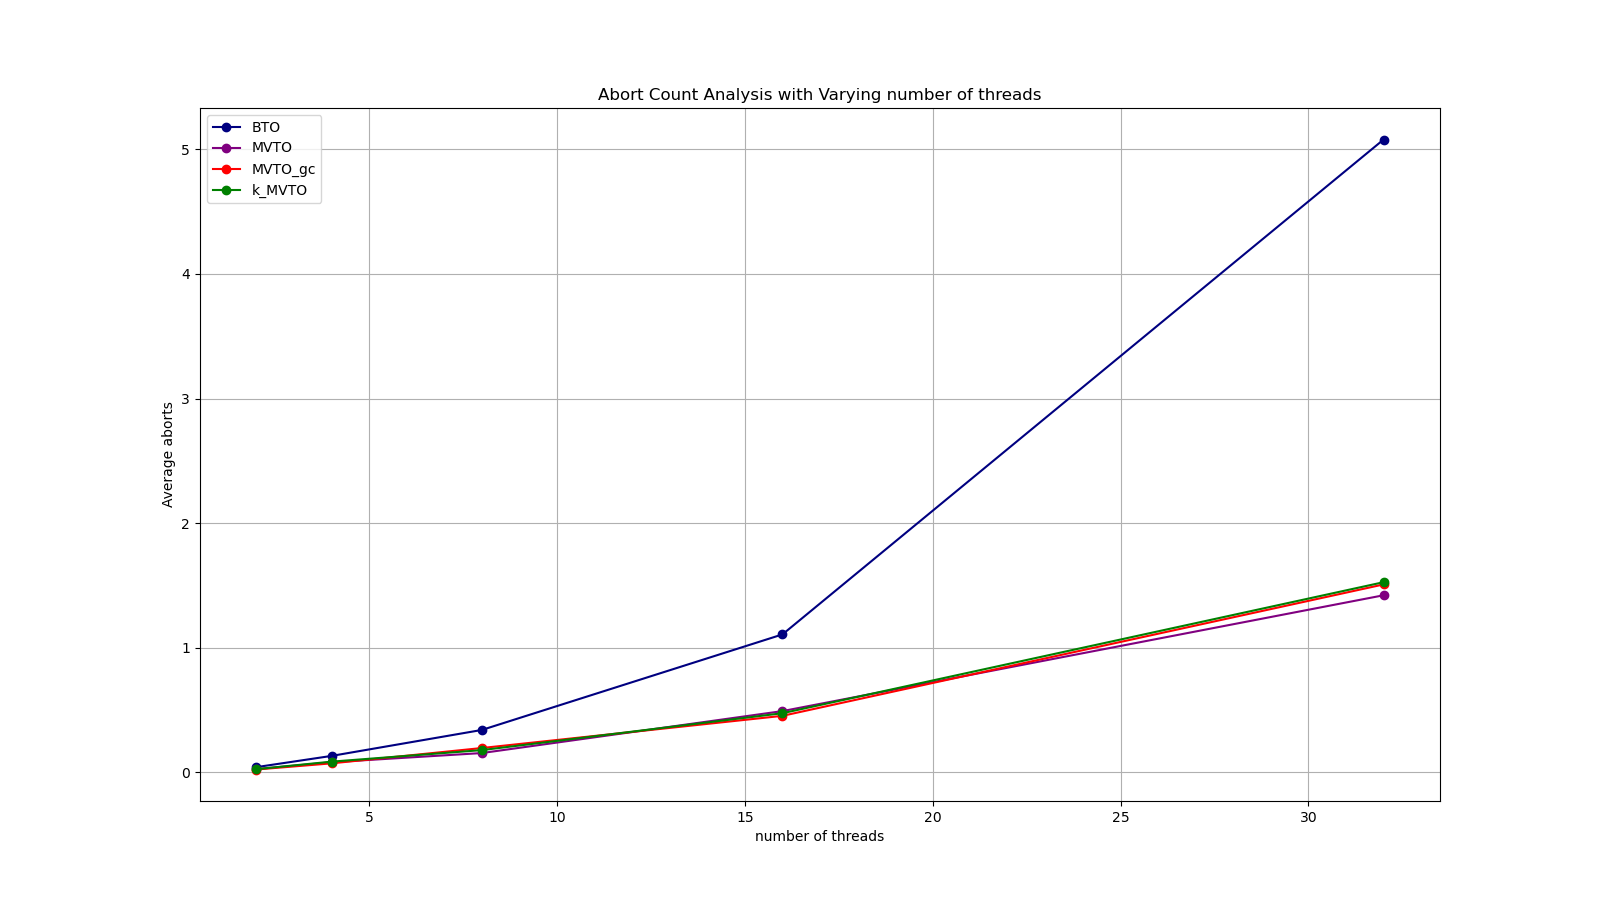 Abort Count Analysis with Varying number of threads
BTO
MVTO
MVTO_gc
k_MVTO
5
4
3
2
1
0
Average aborts
5 10 15 20 25 30
number of threads